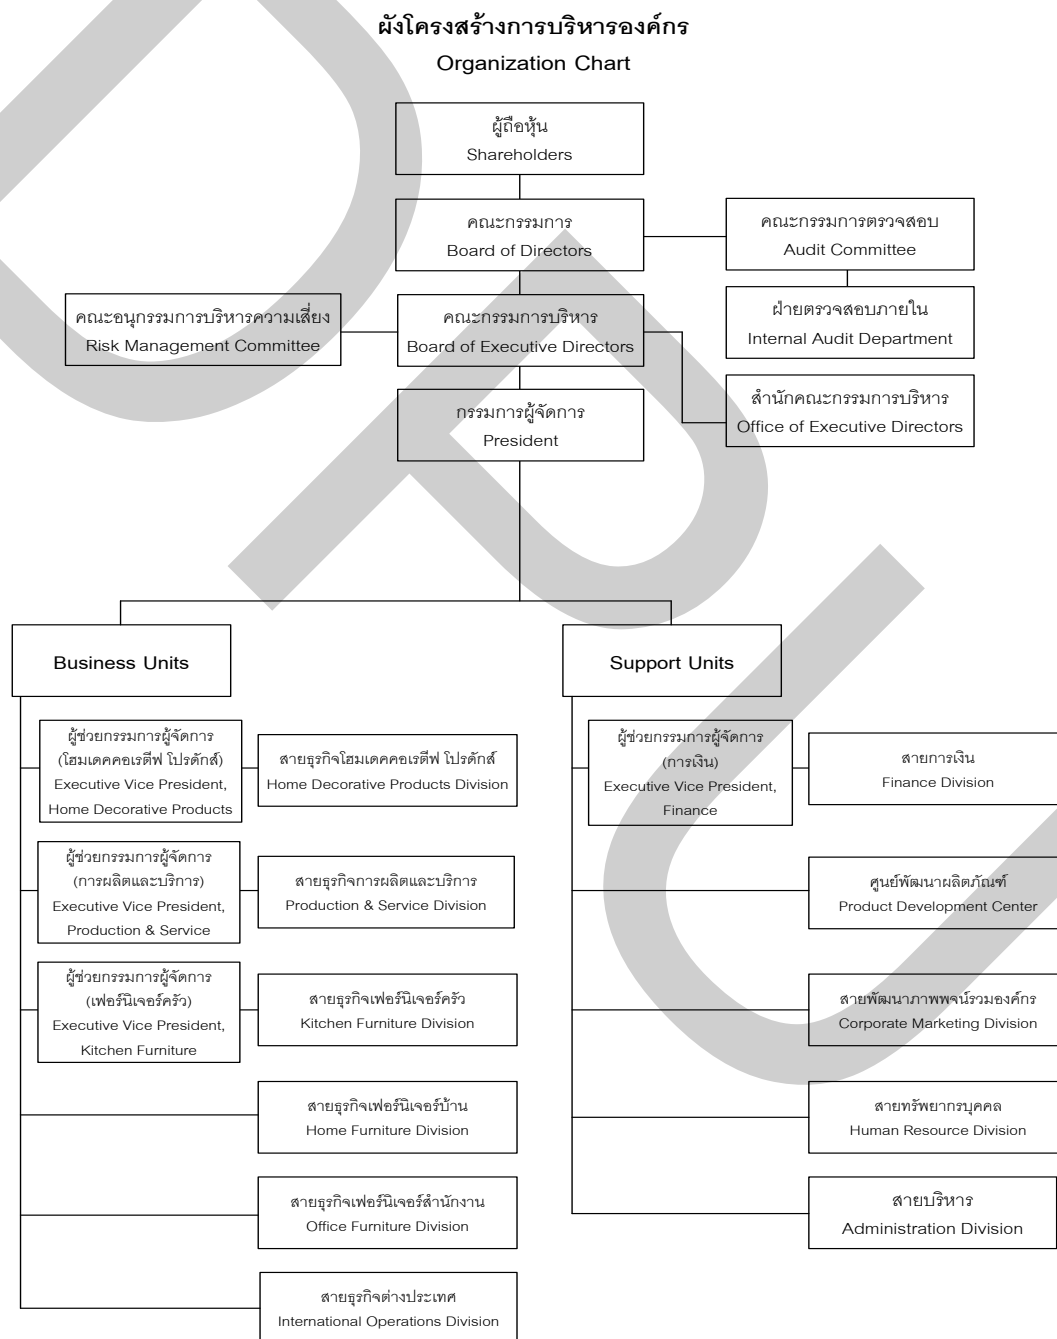 ผังโครงสร้างการบริหารองค์กร
Organization Chart
ผู้ถือหุ้น
Shareholders
คณะกรรมการ
Board of Directors
คณะกรรมการตรวจสอบ
Audit Committee
คณะอนุกรรมการบริหารความเสี่ยง
Risk Management Committee
คณะกรรมการบริหาร
Board of Executive Directors
ฝ่ายตรวจสอบภายใน
Internal Audit Department
กรรมการผู้จัดการ
President
สำนักคณะกรรมการบริหาร
Office of Executive Directors
Business Units
ผู้ช่วยกรรมการผู้จัดการ
(โฮมเดคคอเรตีฟ โปรดักส์)
Executive Vice President,
Home Decorative Products
สายธุรกิจโฮมเดคคอเรตีฟ โปรดักส์
Home Decorative Products Division
ผู้ช่วยกรรมการผู้จัดการ
(การผลิตและบริการ)
Executive Vice President,
Production & Service
สายธุรกิจการผลิตและบริการ
Production & Service Division
ผู้ช่วยกรรมการผู้จัดการ
(เฟอร์นิเจอร์ครัว)
Executive Vice President,
Kitchen Furniture
สายธุรกิจเฟอร์นิเจอร์ครัว
Kitchen Furniture Division
สายธุรกิจเฟอร์นิเจอร์บ้าน
Home Furniture Division
สายธุรกิจเฟอร์นิเจอร์สำนักงาน
Office Furniture Division
สายธุรกิจต่างประเทศ
International Operations Division
Support Units
ผู้ช่วยกรรมการผู้จัดการ
(การเงิน)
Executive Vice President,
Finance
สายการเงิน
Finance Division
ศูนย์พัฒนาผลิตภัณฑ์
Product Development Center
สายพัฒนาภาพพจน์รวมองค์กร
Corporate Marketing Division
สายทรัพยากรบุคคล
Human Resource Division
สายบริหาร
Administration Division
DPU